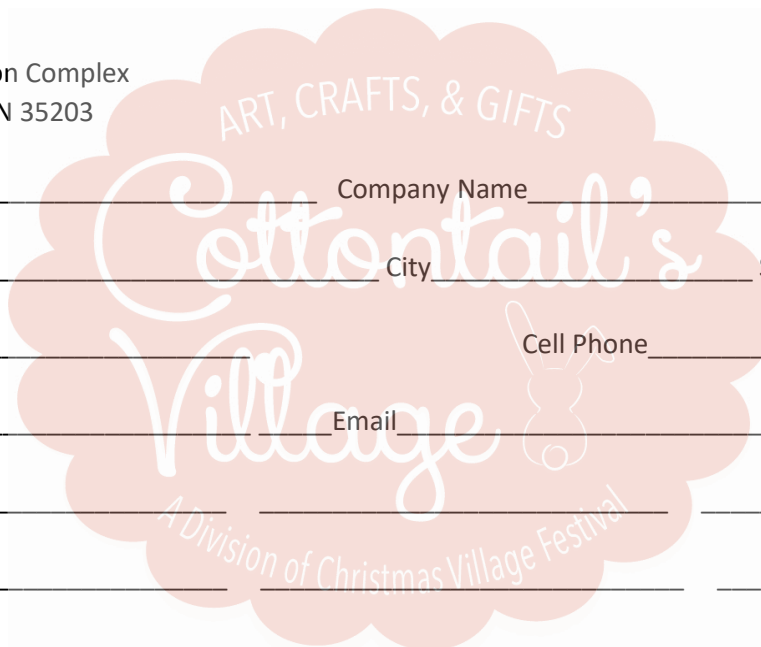 on Complex
N 35203
ART, CRAFTS, & GIFTS
Company Name
Cottontail's
City
Cell Phone
Village
Email
A Division of Christmas Village Festival